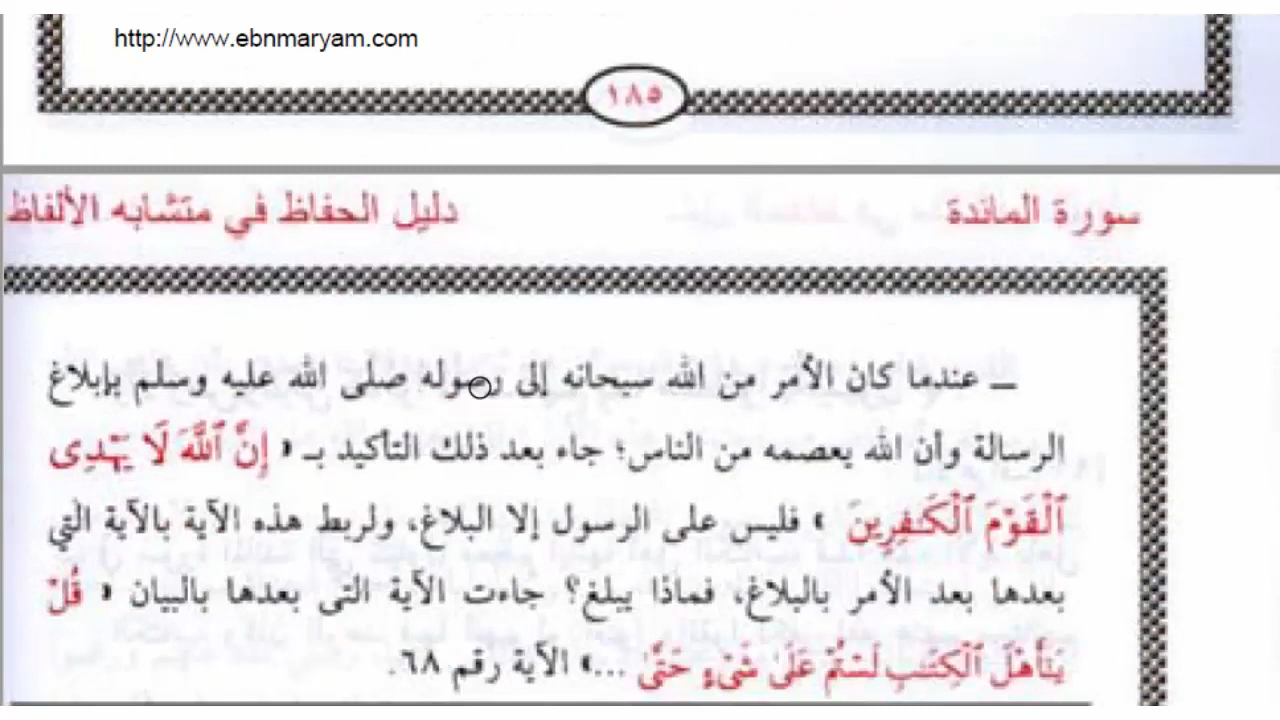 http://www.ebnmaryam.com
١٨٥
سورة المائدة
دليل الحفاظ في متشابه الألفاظ
ــ عندما كان الأمر من الله سبحانه إلى رسوله صلى الله عليه وسلم بإبلاغ
الرسالة وأن الله يعصمه من الناس؛ جاء بعد ذلك التأكيد بـ ﴿ إِنَّ ٱللَّهَ لَا يَهْدِى
ٱلْقَوْمَ ٱلْكَـٰفِرِينَ ﴾ فليس على الرسول إلا البلاغ، ولربط هذه الآية بالآية التي
بعدها بعد الأمر بالبلاغ، فماذا يبلغ؟ جاءت الآية التى بعدها بالبيان ﴿ قُلْ
يَـٰٓأَهْلَ ٱلْكِتَـٰبِ لَسْتُمْ عَلَىٰ شَىْءٍ حَتَّىٰ ...﴾ الآية رقم ٦٨.